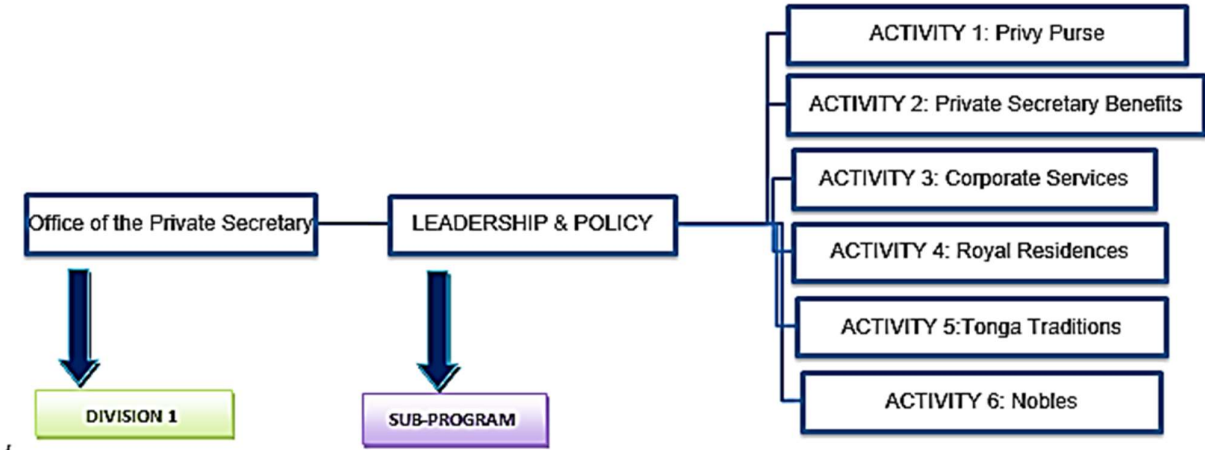 ACTIVITY 1: Privy Purse
ACTIVITY 2: Private Secretary Benefits
ACTIVITY 3: Corporate Services
Office of the Private Secretary
LEADERSHIP & POLICY
ACTIVITY 4: Royal Residences
ACTIVITY 5:Tonga Traditions
ACTIVITY 6: Nobles
DIVISION 1
SUB-PROGRAM